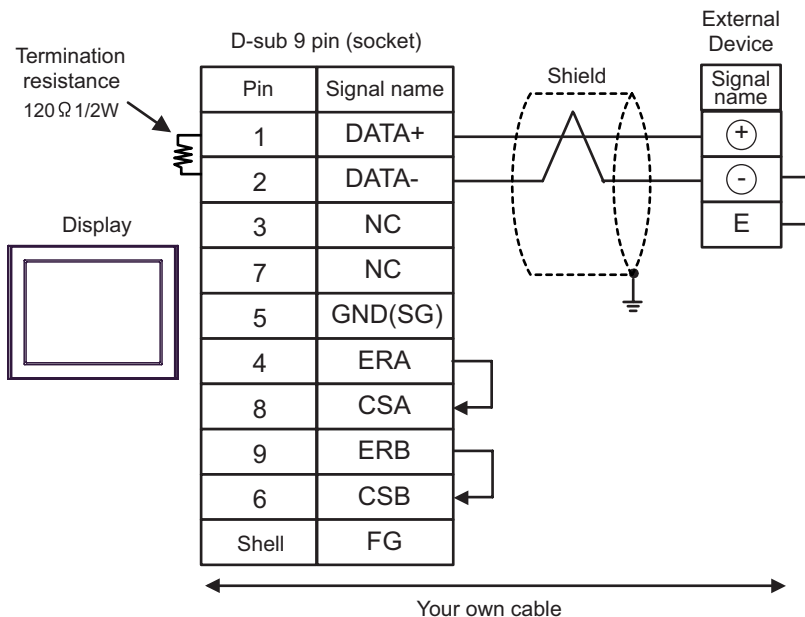 External
Device
D-sub 9 pin (socket)
Termination
resistance
120Ω 1/2W
Shield
Pin Signal name
Signal
name
1 DATA+ +
2 DATA- -
3 NC E
Display
7 NC
5 GND(SG)
4 ERA
8 CSA
9 ERB
6 CSB
Shell FG
Your own cable